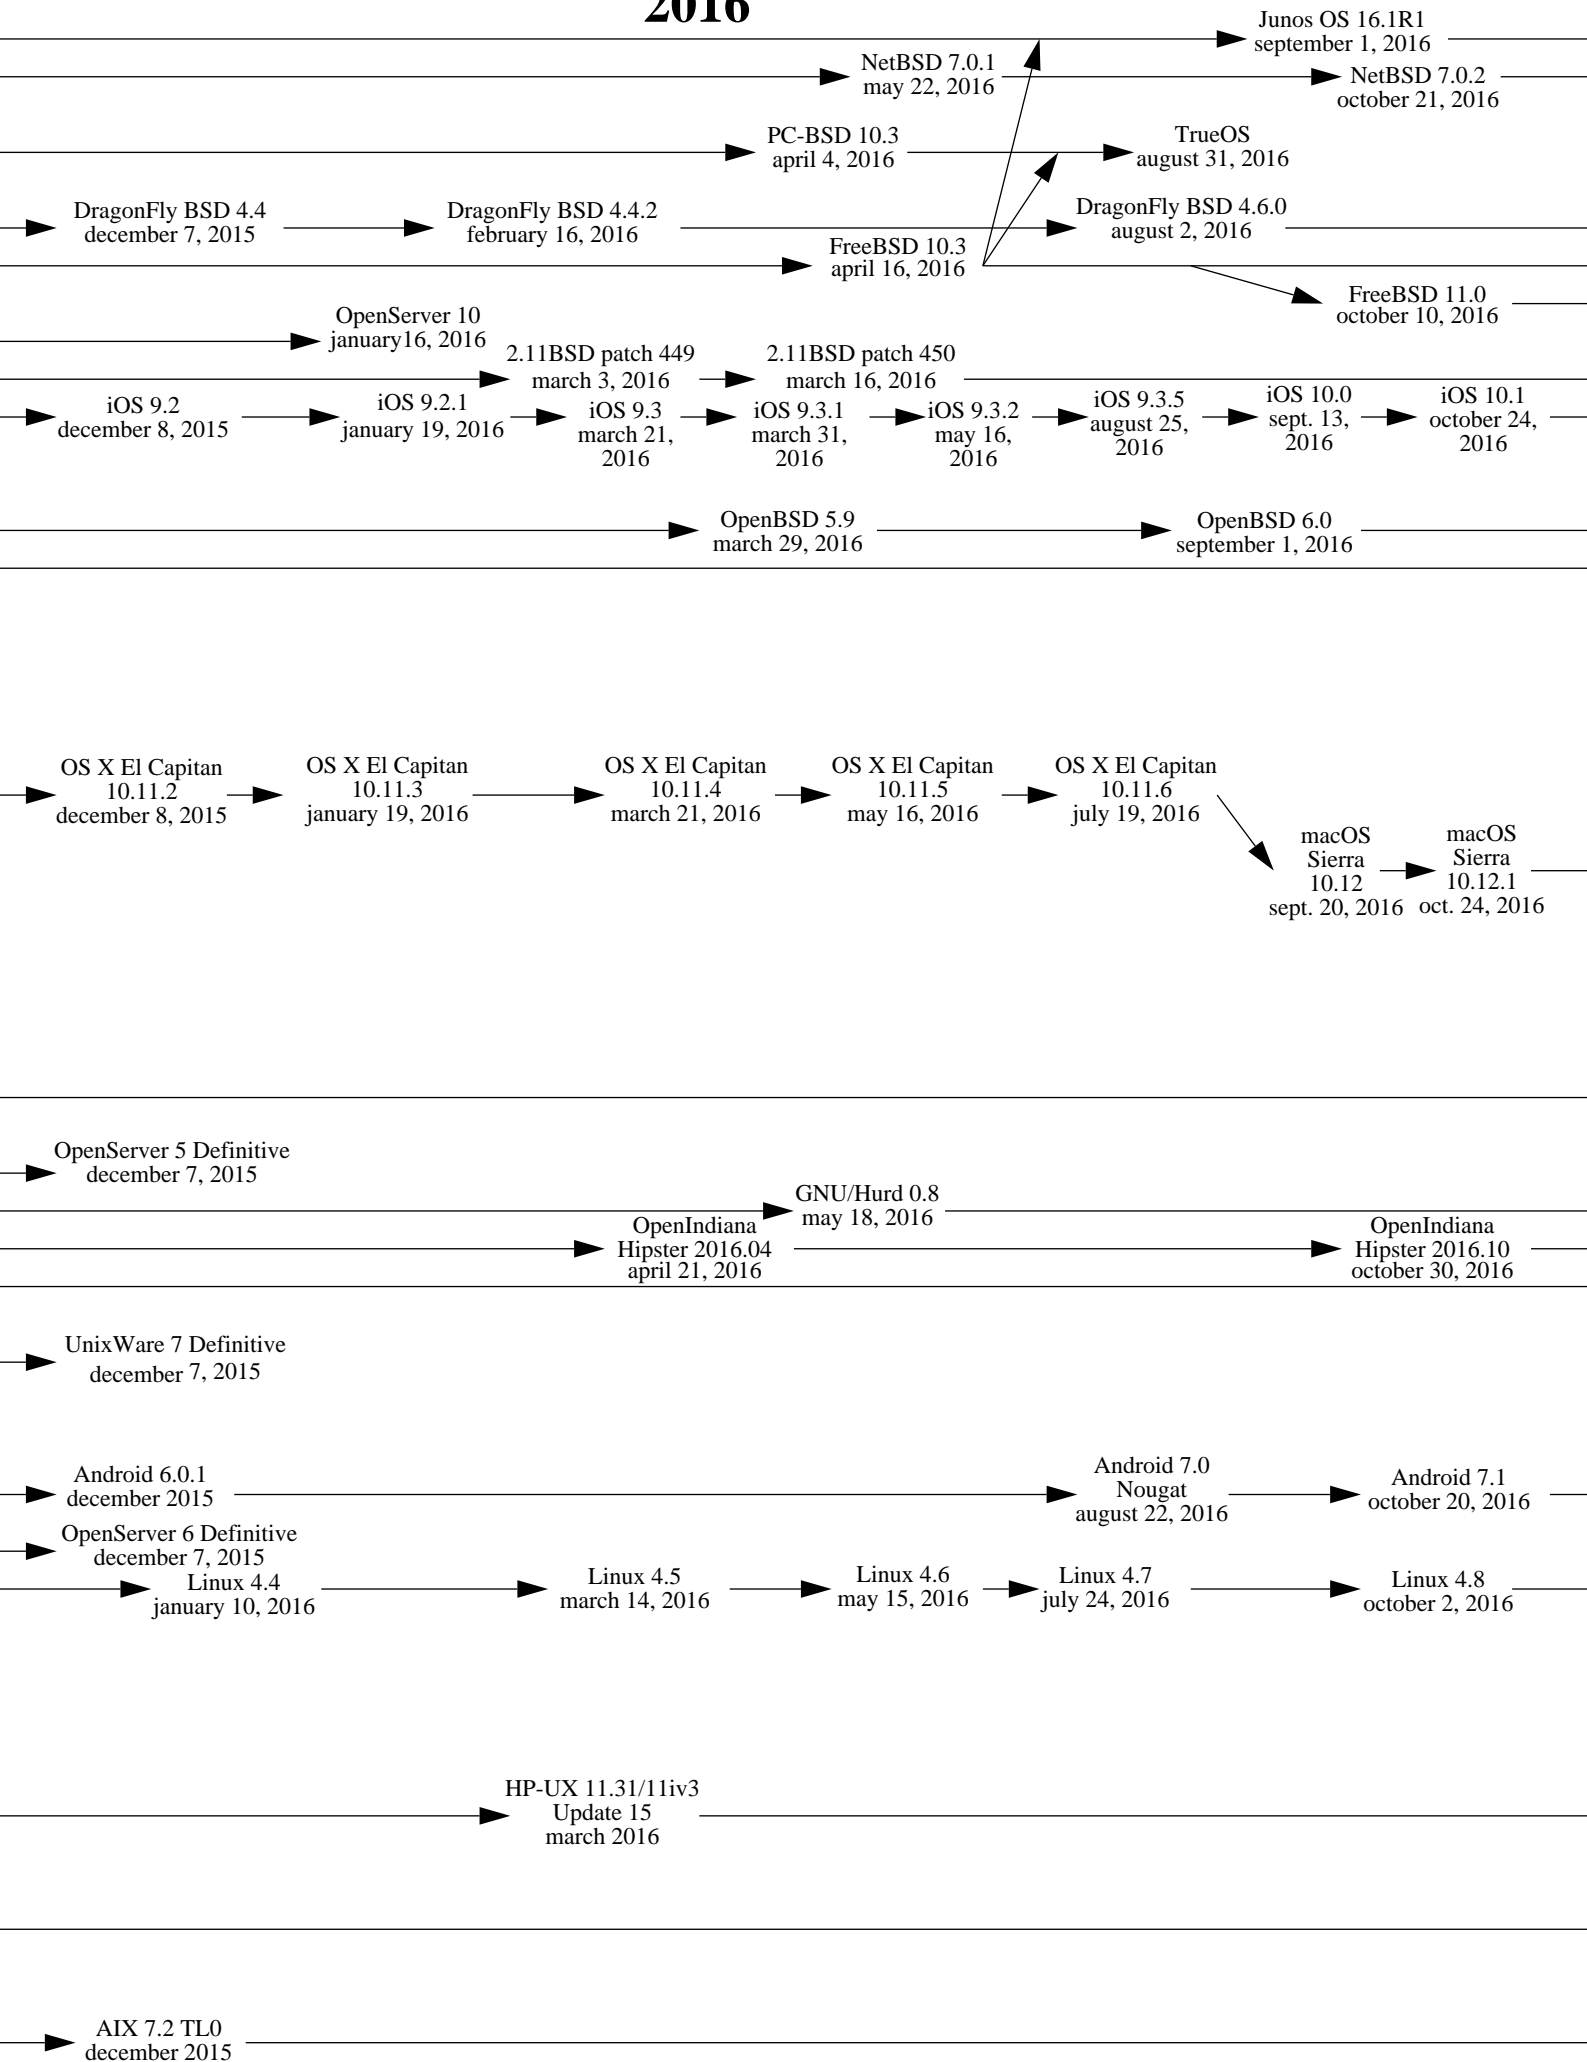 2016
Junos OS 16.1R1
september 1, 2016
NetBSD 7.0.1
may 22, 2016
NetBSD 7.0.2
october 21, 2016
PC-BSD 10.3
april 4, 2016
TrueOS
august 31, 2016
DragonFly BSD 4.4
december 7, 2015
DragonFly BSD 4.4.2
february 16, 2016
DragonFly BSD 4.6.0
august 2, 2016
FreeBSD 10.3
april 16, 2016
FreeBSD 11.0
october 10, 2016
OpenServer 10
january16, 2016
2.11BSD patch 449
march 3, 2016
2.11BSD patch 450
march 16, 2016
iOS 9.2
december 8, 2015
iOS 9.2.1
january 19, 2016
iOS 9.3
march 21,
2016
iOS 9.3.1
march 31,
2016
iOS 9.3.2
may 16,
2016
iOS 9.3.5
august 25,
2016
iOS 10.0
sept. 13,
2016
iOS 10.1
october 24,
2016
OpenBSD 5.9
march 29, 2016
OpenBSD 6.0
september 1, 2016
OS X El Capitan
10.11.2
december 8, 2015
OS X El Capitan
10.11.3
january 19, 2016
OS X El Capitan
10.11.4
march 21, 2016
OS X El Capitan
10.11.5
may 16, 2016
OS X El Capitan
10.11.6
july 19, 2016
macOS
Sierra
10.12
sept. 20, 2016
macOS
Sierra
10.12.1
oct. 24, 2016
OpenServer 5 Definitive
december 7, 2015
GNU/Hurd 0.8
may 18, 2016
OpenIndiana
Hipster 2016.04
april 21, 2016
OpenIndiana
Hipster 2016.10
october 30, 2016
UnixWare 7 Definitive
december 7, 2015
Android 6.0.1
december 2015
Android 7.0
Nougat
august 22, 2016
Android 7.1
october 20, 2016
OpenServer 6 Definitive
december 7, 2015
Linux 4.4
january 10, 2016
Linux 4.5
march 14, 2016
Linux 4.6
may 15, 2016
Linux 4.7
july 24, 2016
Linux 4.8
october 2, 2016
HP-UX 11.31/11iv3
Update 15
march 2016
AIX 7.2 TL0
december 2015